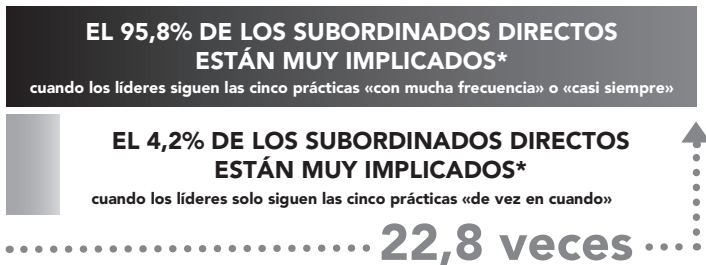 EL 95,8% DE LOS SUBORDINADOS DIRECTOS
ESTÁN MUY IMPLICADOS*
cuando los líderes siguen las cinco prácticas «con mucha frecuencia» o «casi siempre»
EL 4,2% DE LOS SUBORDINADOS DIRECTOS
ESTÁN MUY IMPLICADOS*
cuando los líderes solo siguen las cinco prácticas «de vez en cuando»
22,8 veces